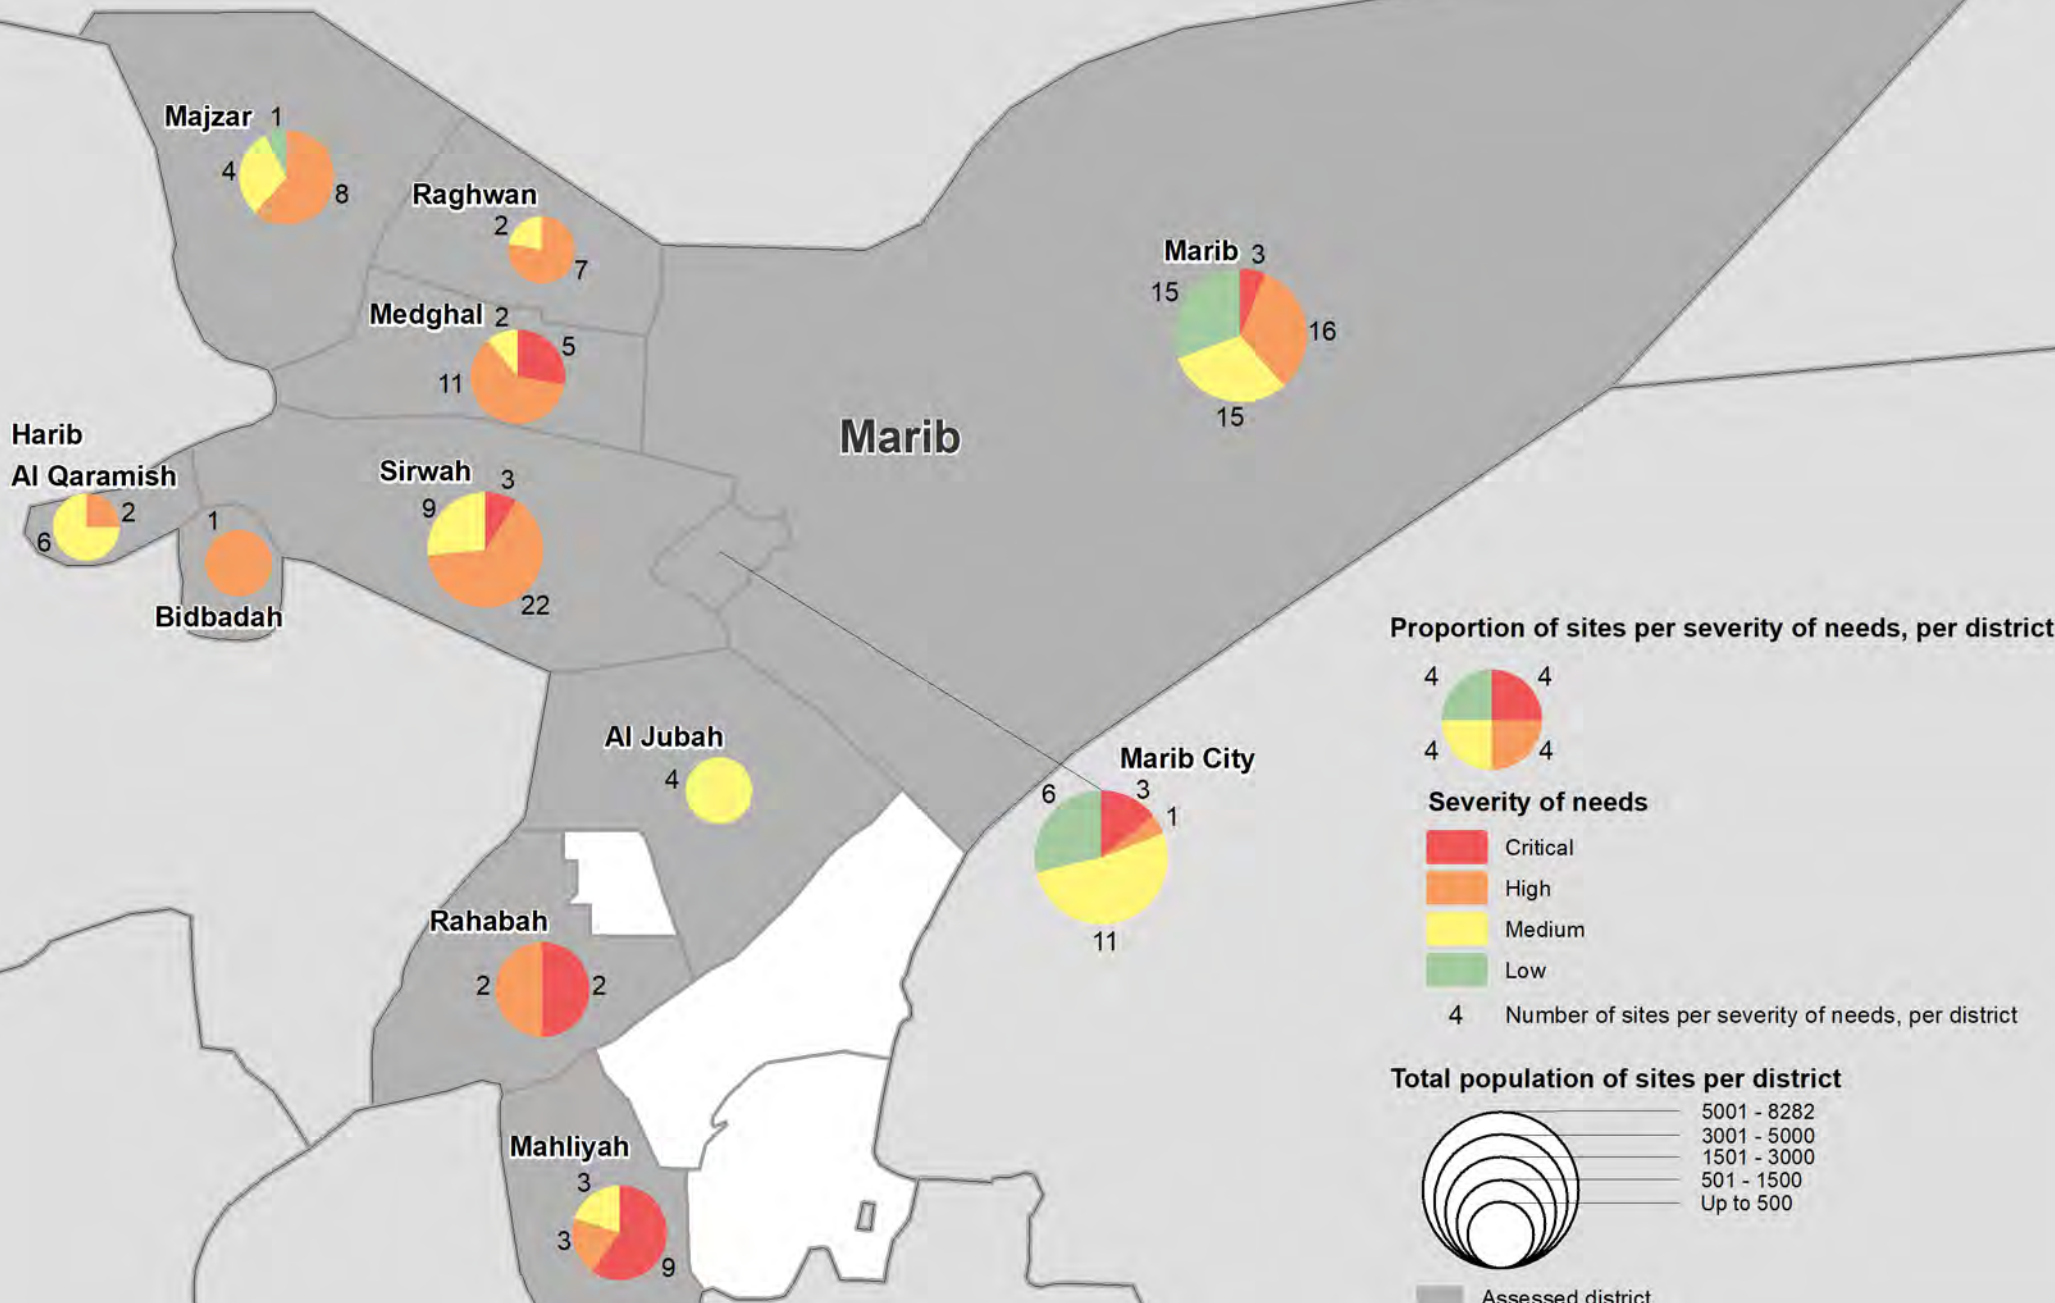 Majzar 1
4
8
Raghwan
2
7
Marib 3
15
16
15
Medghal 2
5
11
Marib
Harib
Al Qaramish
2
6
Sirwah
3
9
22
1
Bidbadah
Al Jubah
4
Marib City
6
3
1
11
Rahabah
2
2
Mahliyah
3
3
9
Proportion of sites per severity of needs, per district
4
4
4
4
Severity of needs
Critical
High
Medium
Low
4 Number of sites per severity of needs, per district
Total population of sites per district
5001 - 8282
3001 - 5000
1501 - 3000
501 - 1500
Up to 500
Assessed district